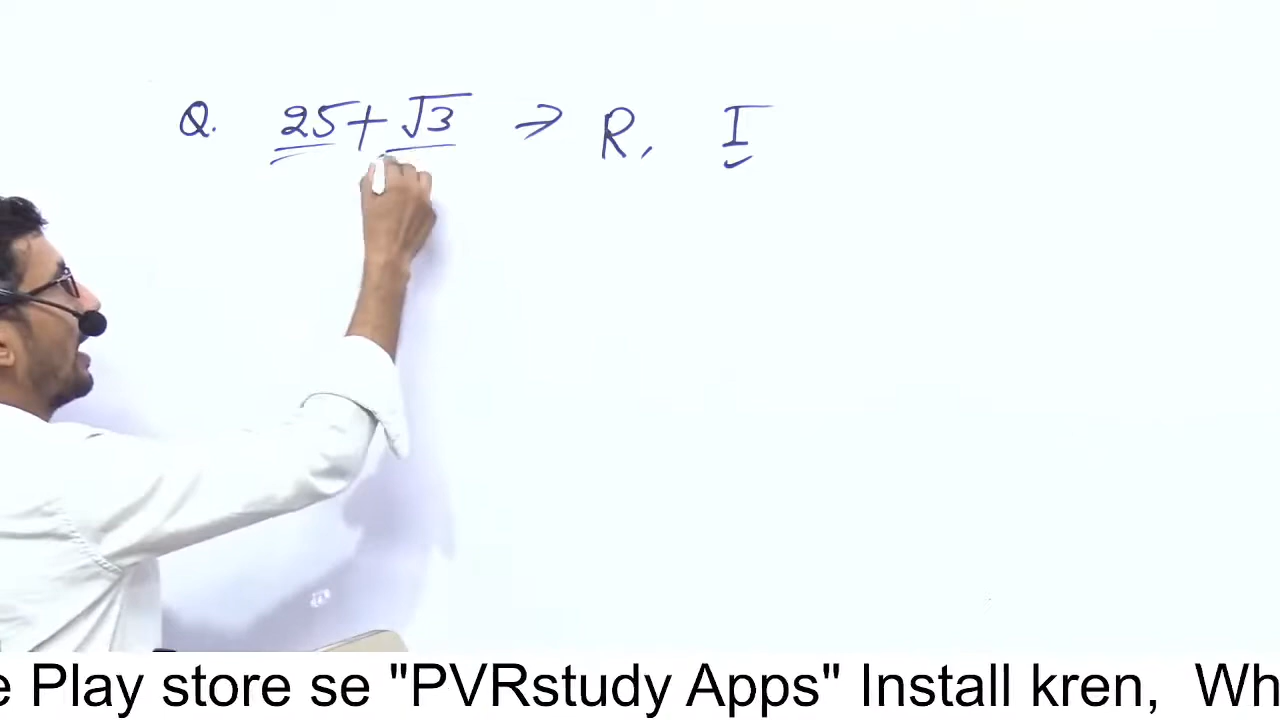 Q. 25+√3 → R, I
e Play store se "PVRstudy Apps" Install kren, Wh